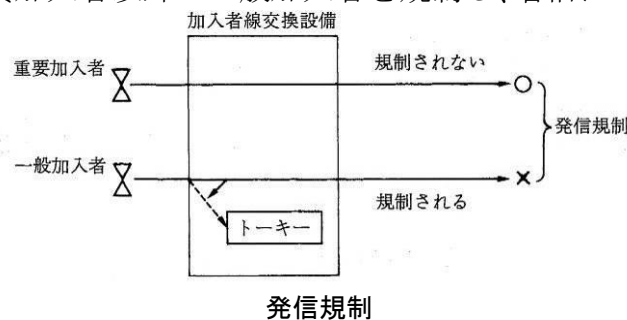 加入者線交換設備
重要加入者
規制されない
発信規制
一般加入者
規制される
トーキー
発信規制